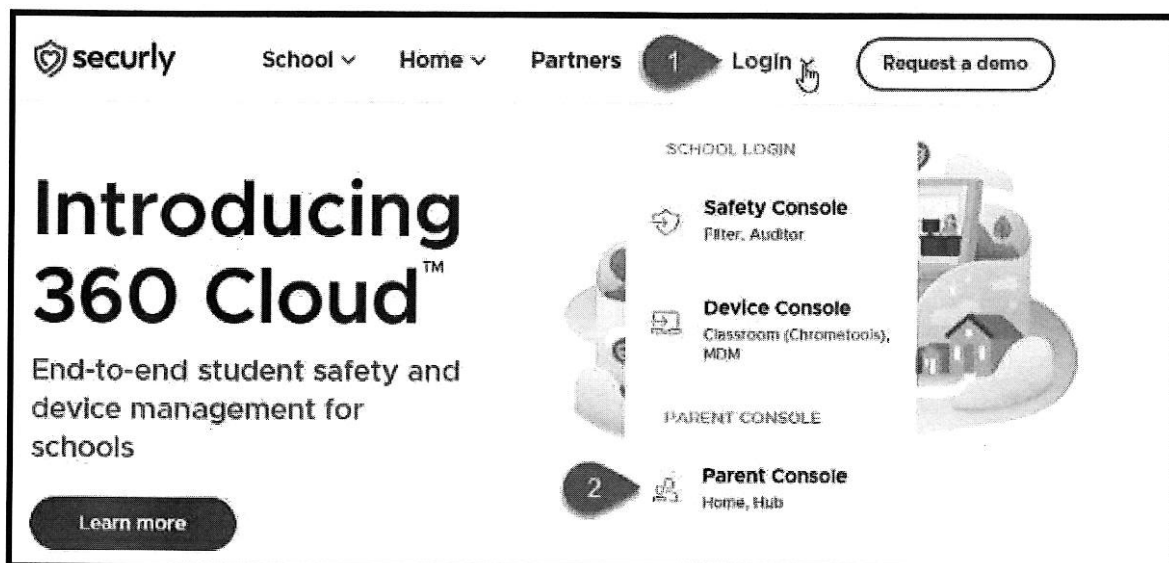 securly
School
Home
Partners
1
Login
Request a demo
SCHOOL LOGIN
Safety Console
Filter, Auditor
Device Console
Classroom (Chrometools),
MDM
PARENT CONSOLE
2
Parent Console
Home, Hub
Introducing
360 Cloud™
End-to-end student safety and
device management for
schools
Learn more